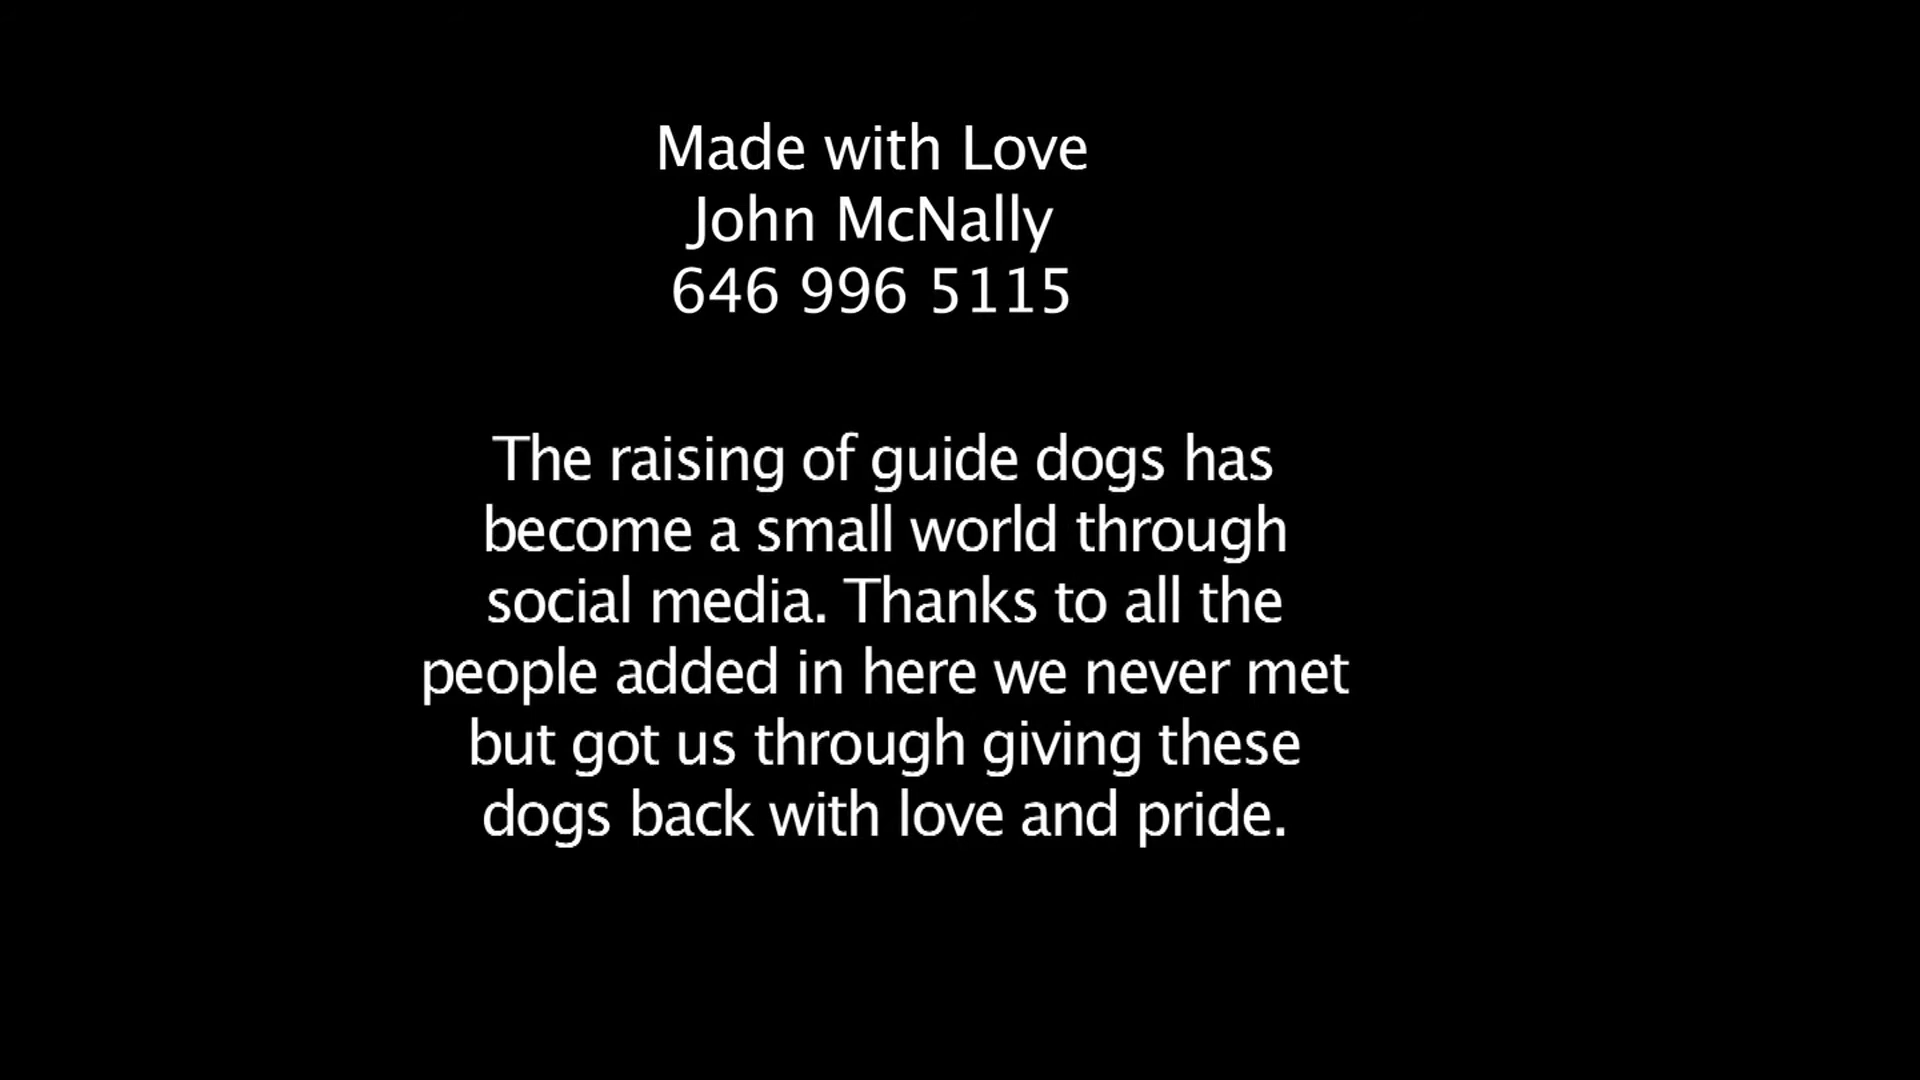 Made with Love
John McNally
646 996 5115
The raising of guide dogs has
become a small world through
social media. Thanks to all the
people added in here we never met
but got us through giving these
dogs back with love and pride.